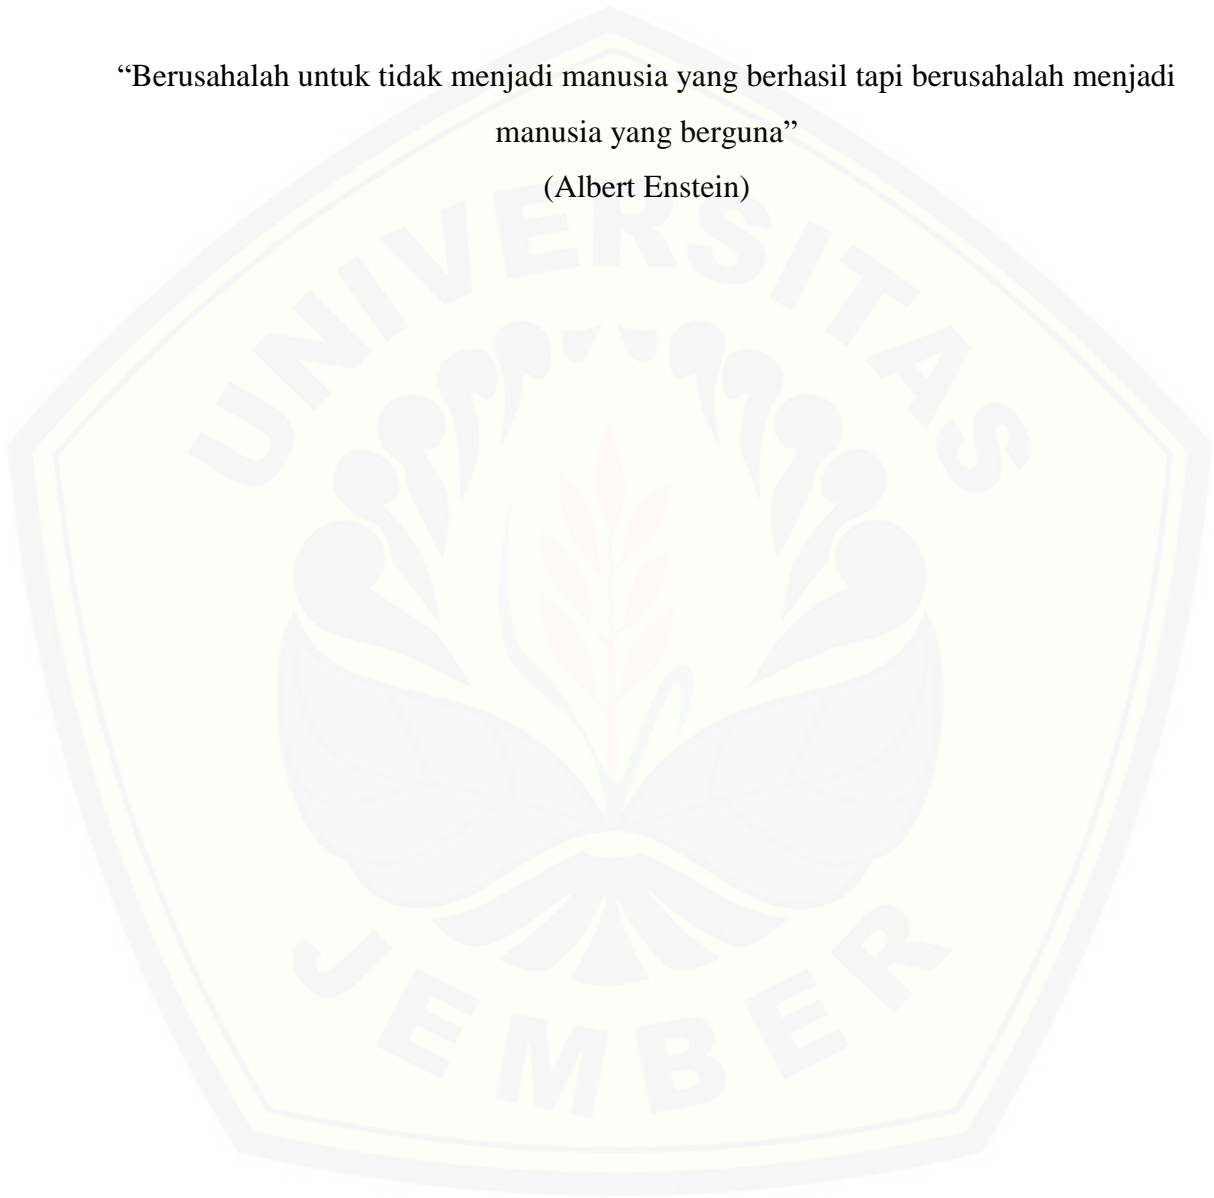 “Berusahalah untuk tidak menjadi manusia yang berhasil tapi berusahalah menjadi
manusia yang berguna”
(Albert Enstein)
UNIVERSITAS
JEMBER